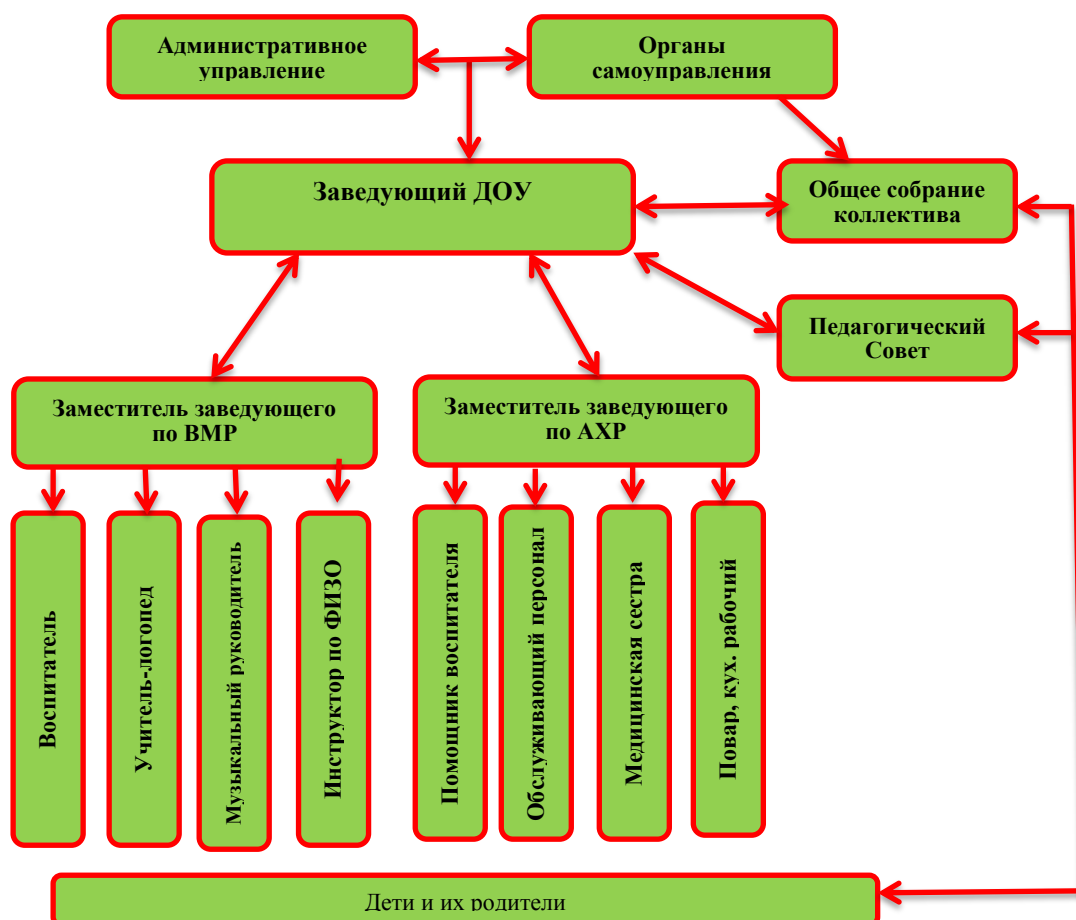 Административное
управление
Органы
самоуправления
Заведующий ДОУ
Общее собрание
коллектива
Педагогический
Совет
Заместитель заведующего
по ВМР
Заместитель заведующего
по АХР
Воспитатель
Учитель-логопед
Музыкальный руководитель
Инструктор по ФИЗО
Помощник воспитателя
Обслуживающий персонал
Медицинская сестра
Повар, кух. рабочий
Дети и их родители